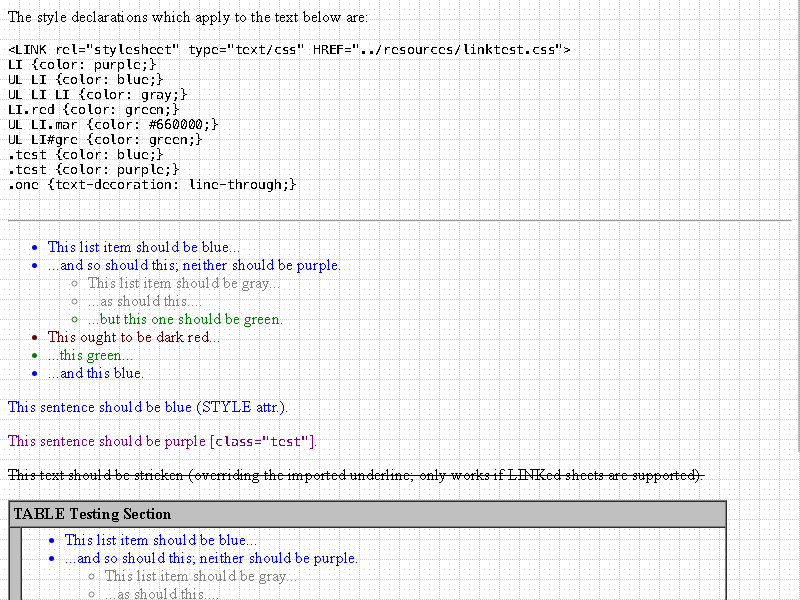 The style declarations which apply to the text below are:
<LINK rel="stylesheet" type="text/css" HREF="../resources/linktest.css">
LI {color: purple;}
UL LI {color: blue;}
UL LI LI {color: gray;}
LI.red {color: green;}
UL LI.mar {color: #660000;}
UL LI#gre {color: green;}
.test {color: blue;}
.test {color: purple;}
.one {text-decoration: line-through;}
This list item should be blue...
...and so should this; neither should be purple.
This list item should be gray...
...as should this....
...but this one should be green.
This ought to be dark red...
...this green...
...and this blue.
This sentence should be blue (STYLE attr.).
This sentence should be purple [class="test"].
This text should be stricken (overriding the imported underline; only works if LINKed sheets are supported).
TABLE Testing Section
This list item should be blue...
...and so should this; neither should be purple.
This list item should be gray...
...as should this....